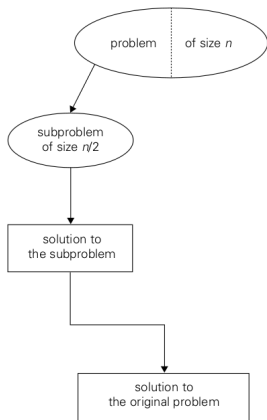 problem of size n
subproblem
of size n/2
solution to
the subproblem
solution to
the original problem